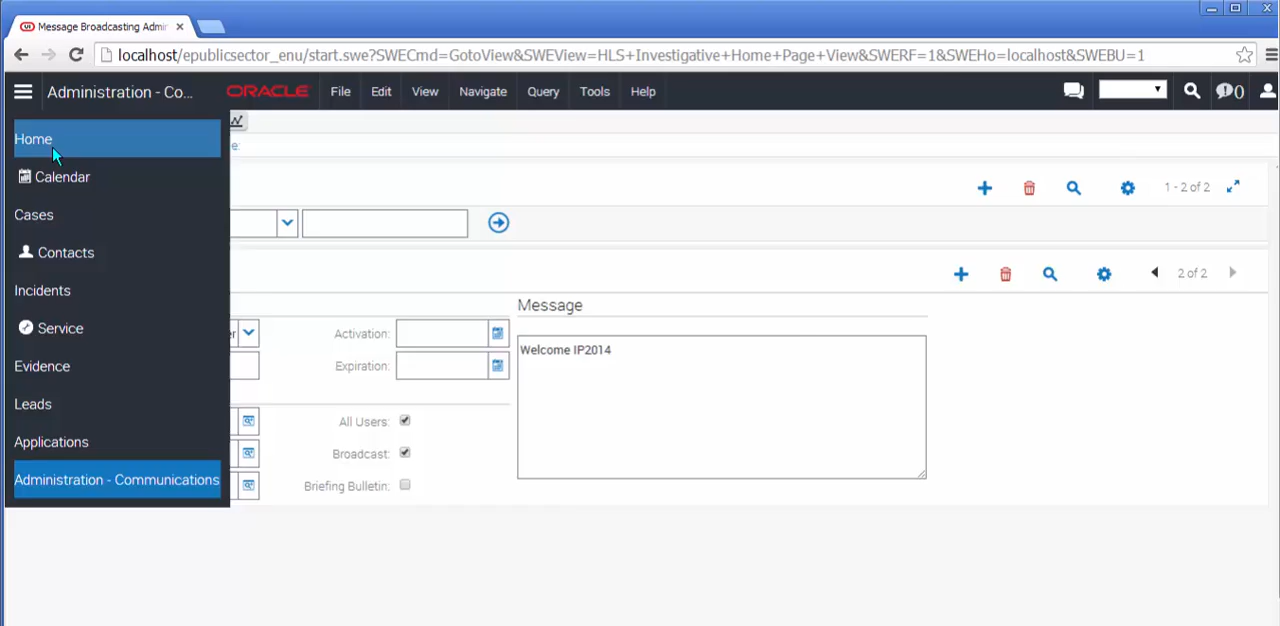 Message Broadcasting Admir
localhost/epublicsector_enu/start.swe?SWECmd=GotoView&SWEView=HLS+Investigative+Home+Page+View&SWERF=1&SWEHo=localhost&SWEBU=1
Administration - Co... ORACLE File Edit View Navigate Query Tools Help 0
Home
e:
Calendar
1 - 2 of 2
Cases
Contacts
2 of 2
Incidents
Message
Service
er
Activation:
Welcome IP2014
Evidence
Expiration:
Leads
All Users:
Applications
Broadcast:
Administration - Communications
Briefing Bulletin: